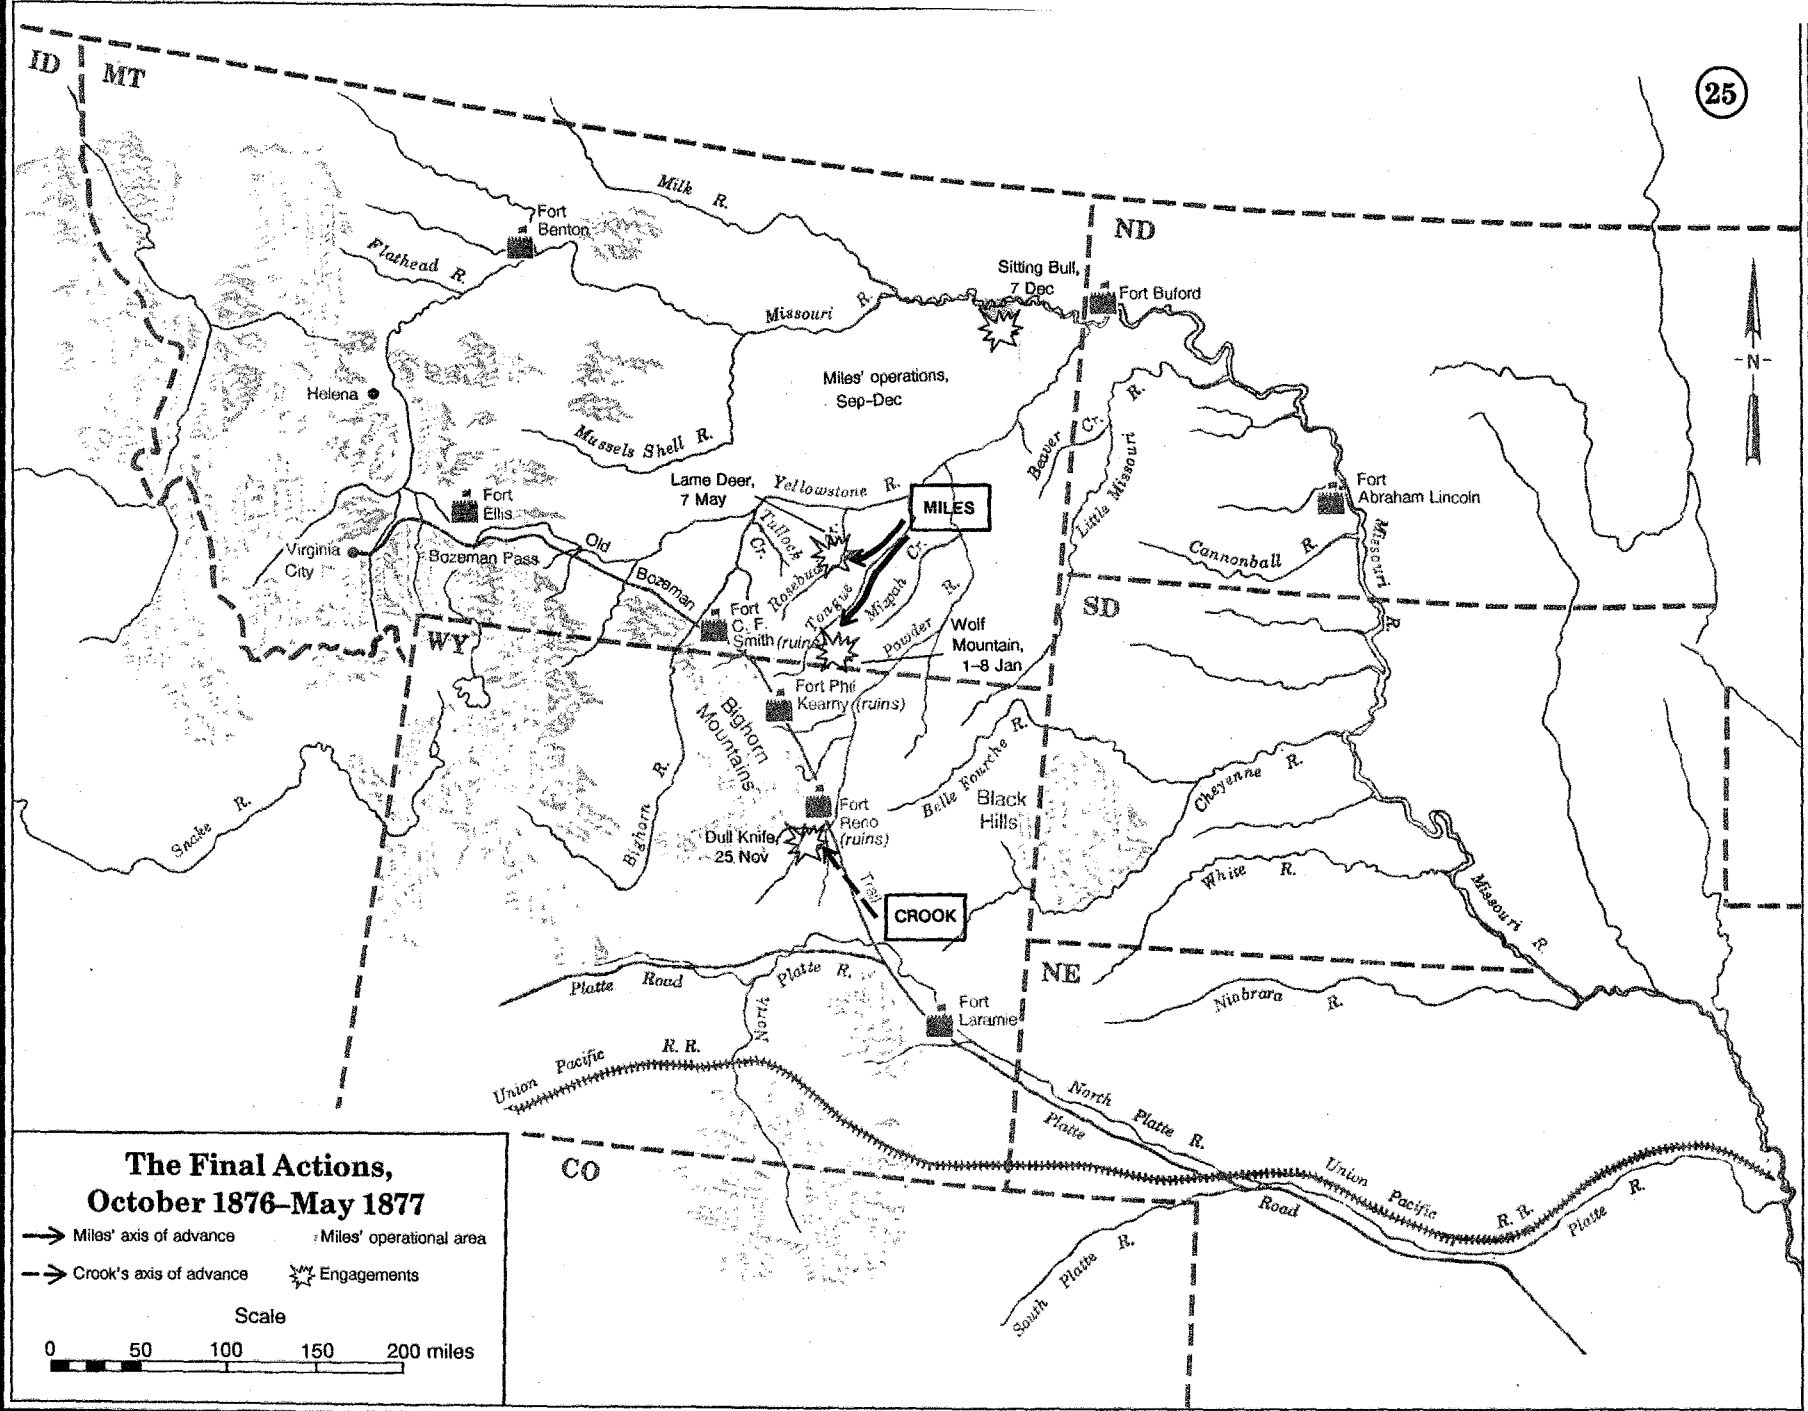 ID
MT
25
Milk R.
Fort
Benton
Flathead R.
ND
Sitting Bull,
7 Dec
Fort Buford
Missouri R.
N
Miles' operations,
Sep-Dec
Helena
Mussels Shell R.
Beaver Cr.
R.
Little Missouri
Lame Deer,
7 May
Yellowstone R.
MILES
Fort
Abraham Lincoln
Fort
Ellis
Virginia
City
Bozeman Pass
Old
Bozeman
Tullock
Cr.
Rosebud
Tongue
Mizpah
Cr.
R.
Powder
Cannonball R.
Missouri
R.
SD
WY
Fort
C. F.
Smith (ruins)
Wolf
Mountain,
1-8 Jan
Fort Phil
Kearny (ruins)
Bighorn
Mountains
Bighorn R.
Snake R.
Belle Fourche R.
Black
Hills
Cheyenne R.
Fort
Reno
(ruins)
Dull Knife,
25 Nov
Trail
CROOK
White R.
Missouri R.
NE
Niobrara R.
Platte Road
North
Platte R.
Fort
Laramie
Union Pacific R. R.
North Platte R.
Platte
Road
CO
Union Pacific R. R.
Platte R.
South Platte R.
The Final Actions,
October 1876–May 1877
Miles' axis of advance
Miles' operational area
Crook's axis of advance
Engagements
Scale
0 50 100 150 200 miles